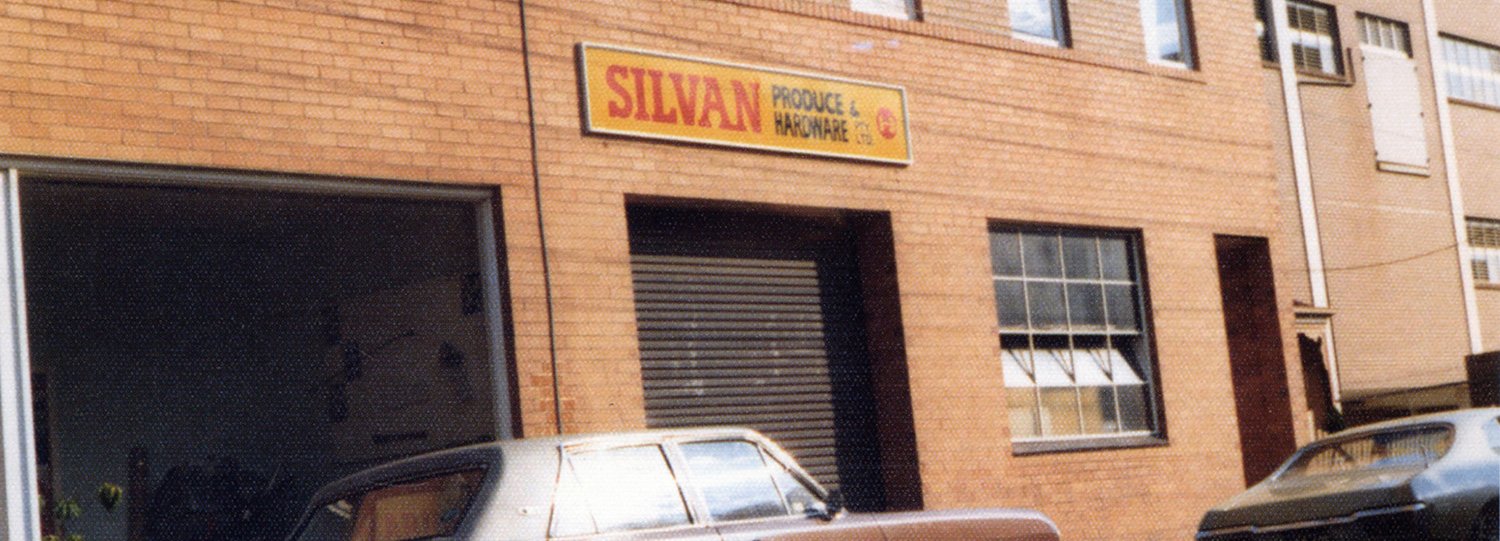 SILVAN
PRODUCE &
HARDWARE